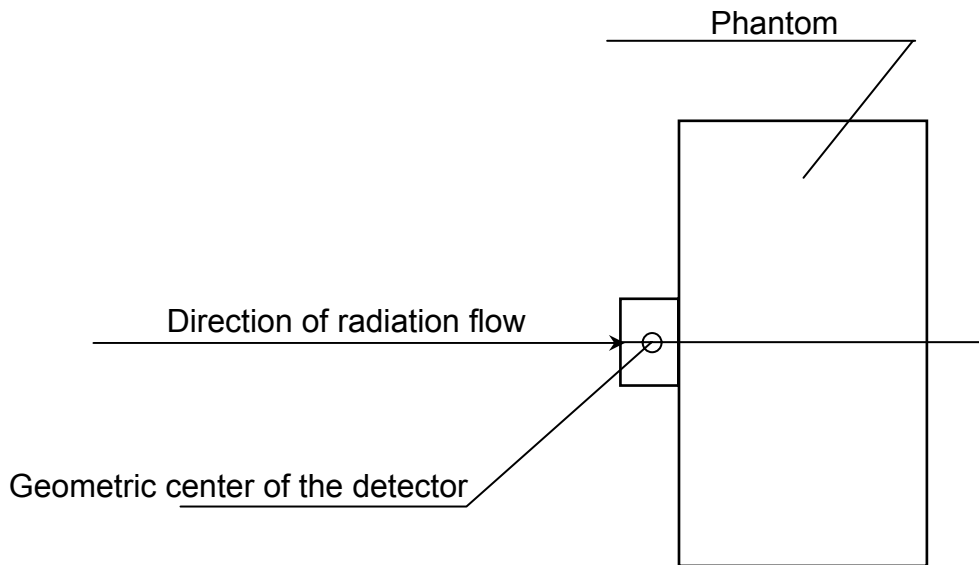 Phantom
Direction of radiation flow
Geometric center of the detector